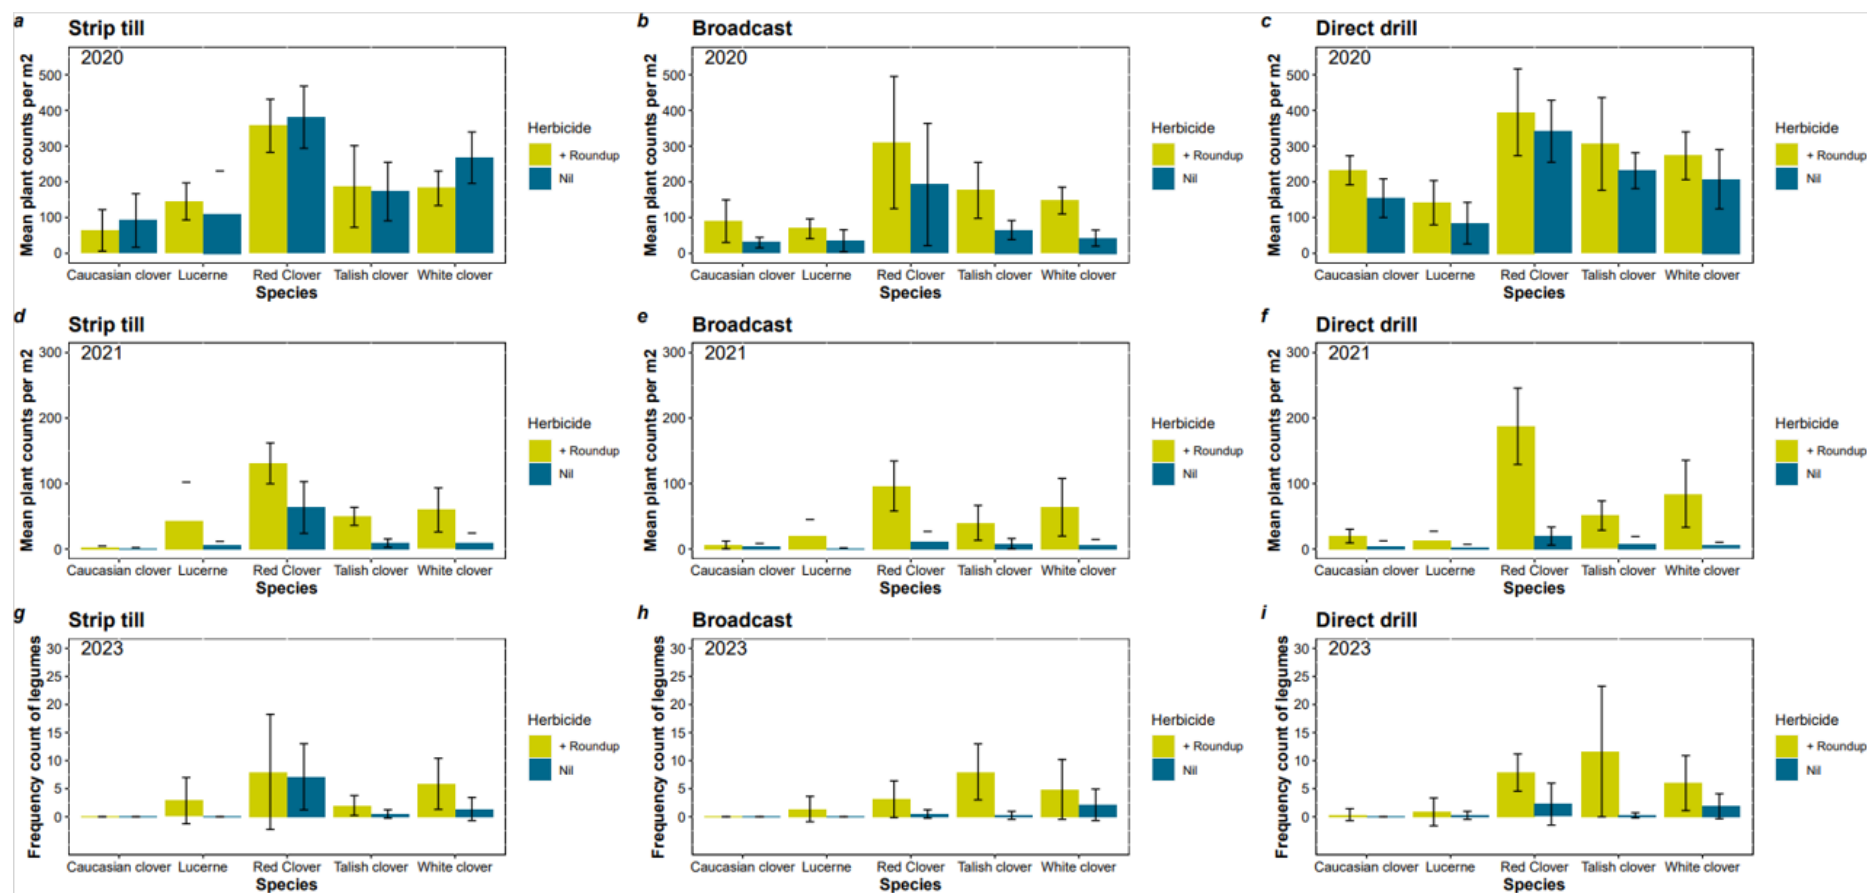 a Strip till
2020
Mean plant counts per m2
500
400
300
200
100
0
Caucasian clover Lucerne Red Clover Talish clover White clover
Species
Herbicide
+ Roundup
Nil
b Broadcast
2020
Mean plant counts per m2
500
400
300
200
100
0
Caucasian clover Lucerne Red Clover Talish clover White clover
Species
Herbicide
+ Roundup
Nil
c Direct drill
2020
Mean plant counts per m2
500
400
300
200
100
0
Caucasian clover Lucerne Red Clover Talish clover White clover
Species
Herbicide
+ Roundup
Nil
d Strip till
2021
Mean plant counts per m2
300
200
100
0
Caucasian clover Lucerne Red Clover Talish clover White clover
Species
Herbicide
+ Roundup
Nil
e Broadcast
2021
Mean plant counts per m2
300
200
100
0
Caucasian clover Lucerne Red Clover Talish clover White clover
Species
Herbicide
+ Roundup
Nil
f Direct drill
2021
Mean plant counts per m2
300
200
100
0
Caucasian clover Lucerne Red Clover Talish clover White clover
Species
Herbicide
+ Roundup
Nil
g Strip till
2023
Frequency count of legumes
30
25
20
15
10
5
0
Caucasian clover Lucerne Red Clover Talish clover White clover
Species
Herbicide
+ Roundup
Nil
h Broadcast
2023
Frequency count of legumes
30
25
20
15
10
5
0
Caucasian clover Lucerne Red Clover Talish clover White clover
Species
Herbicide
+ Roundup
Nil
i Direct drill
2023
Frequency count of legumes
30
25
20
15
10
5
0
Caucasian clover Lucerne Red Clover Talish clover White clover
Species
Herbicide
+ Roundup
Nil